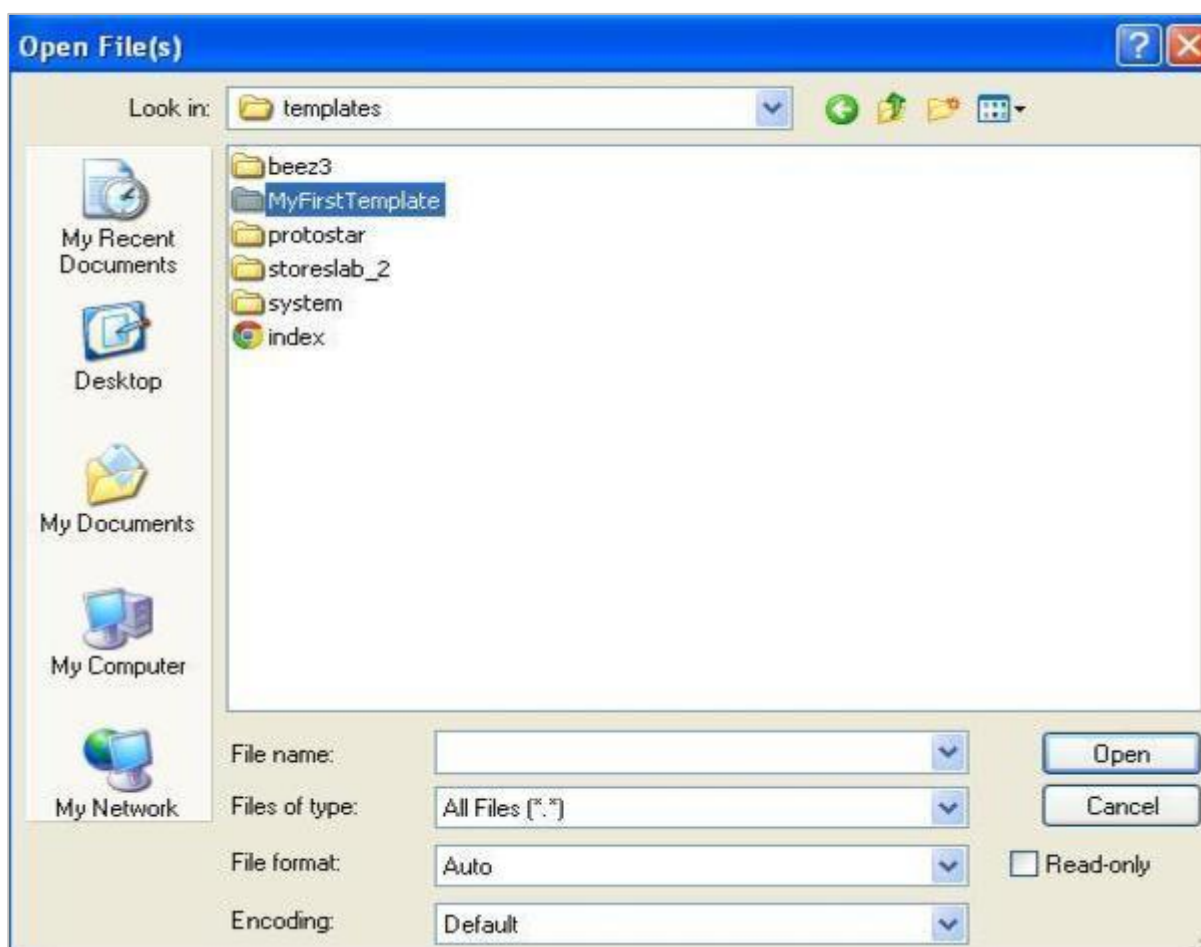 Open File(s)
Look in: templates
beez3
MyFirstTemplate
protostar
storeslab_2
system
index
My Recent
Documents
Desktop
My Documents
My Computer
My Network
File name: Open
Files of type: All Files (*.*) Cancel
File format: Auto Read-only
Encoding: Default